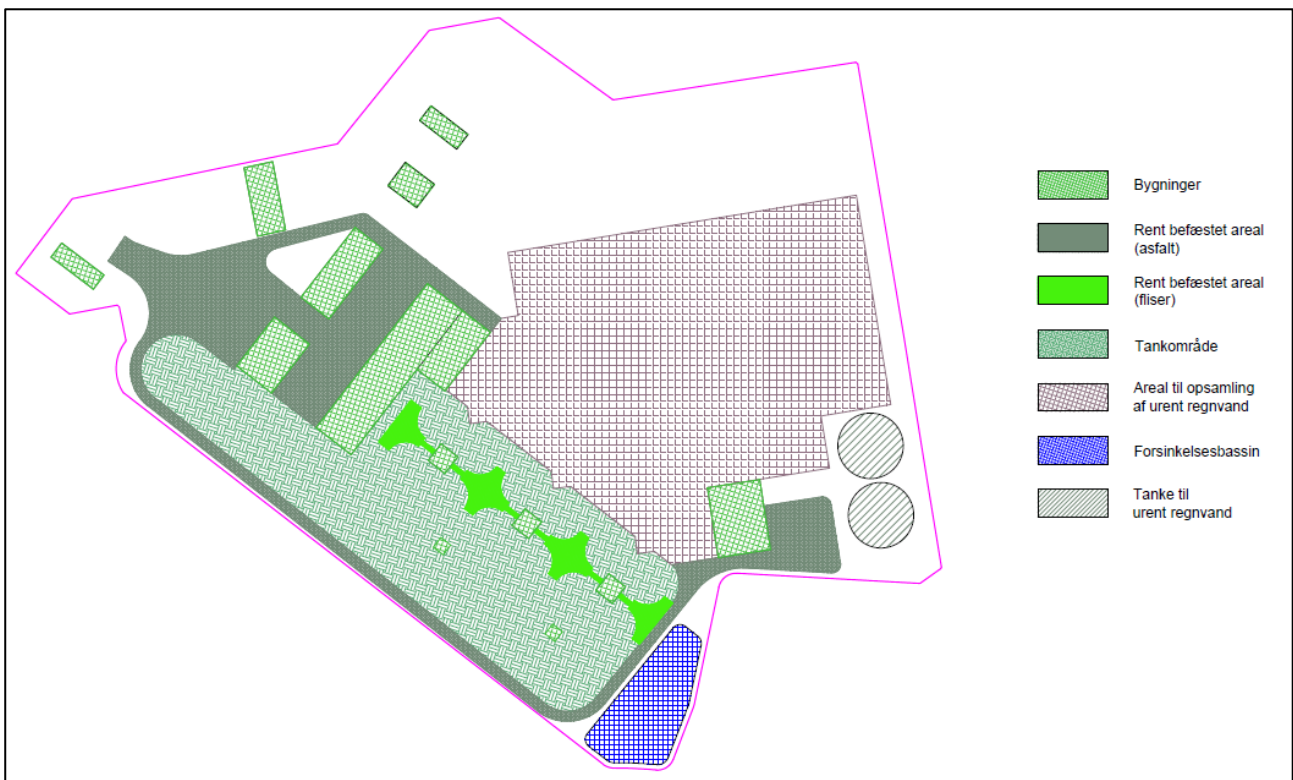 Bygninger
Rent befæstet areal
(asfalt)
Rent befæstet areal
(fliser)
Tankområde
Areal til opsamling
af urent regnvand
Forsinkelsesbassin
Tanke til
urent regnvand